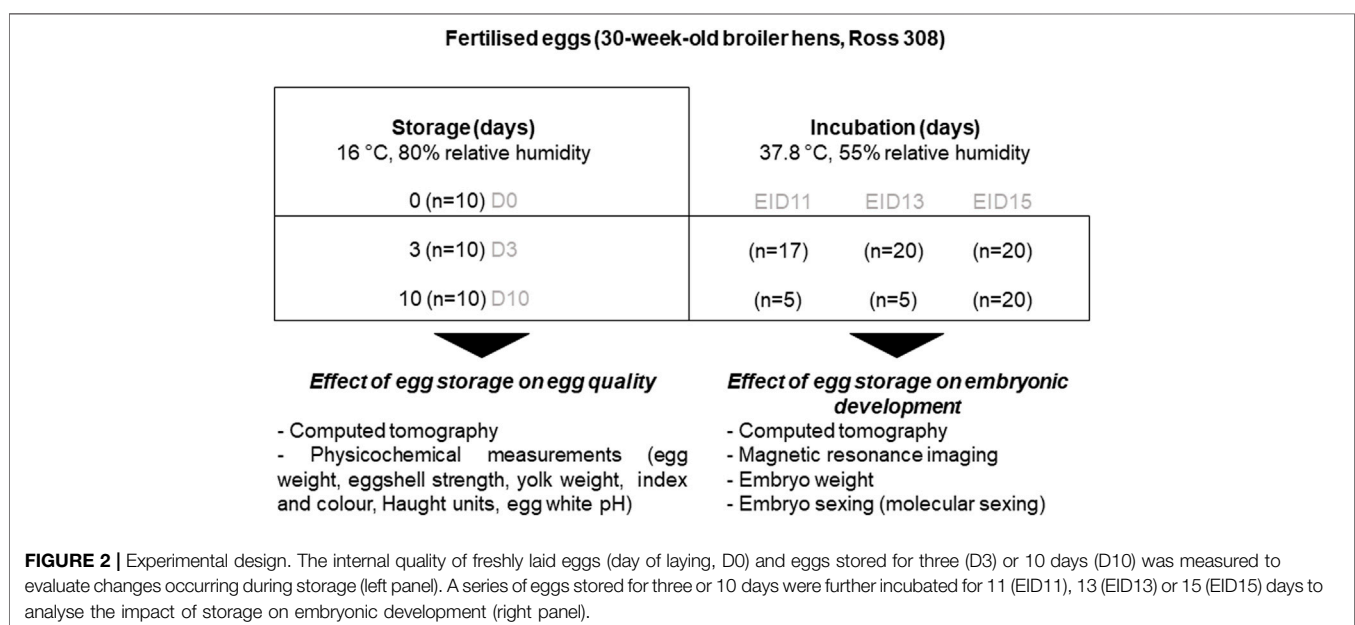 Fertilised eggs (30-week-old broiler hens, Ross 308)
Storage (days)
16 °C, 80% relative humidity
0 (n=10) D0
3 (n=10) D3
10 (n=10) D10
Incubation (days)
37.8 °C, 55% relative humidity
EID11 EID13 EID15
(n=17) (n=20) (n=20)
(n=5) (n=5) (n=20)
Effect of egg storage on egg quality
- Computed tomography
- Physicochemical measurements (egg
weight, eggshell strength, yolk weight, index
and colour, Haught units, egg white pH)
Effect of egg storage on embryonic
development
- Computed tomography
- Magnetic resonance imaging
- Embryo weight
- Embryo sexing (molecular sexing)
FIGURE 2 | Experimental design. The internal quality of freshly laid eggs (day of laying, D0) and eggs stored for three (D3) or 10 days (D10) was measured to
evaluate changes occurring during storage (left panel). A series of eggs stored for three or 10 days were further incubated for 11 (EID11), 13 (EID13) or 15 (EID15) days to
analyse the impact of storage on embryonic development (right panel).